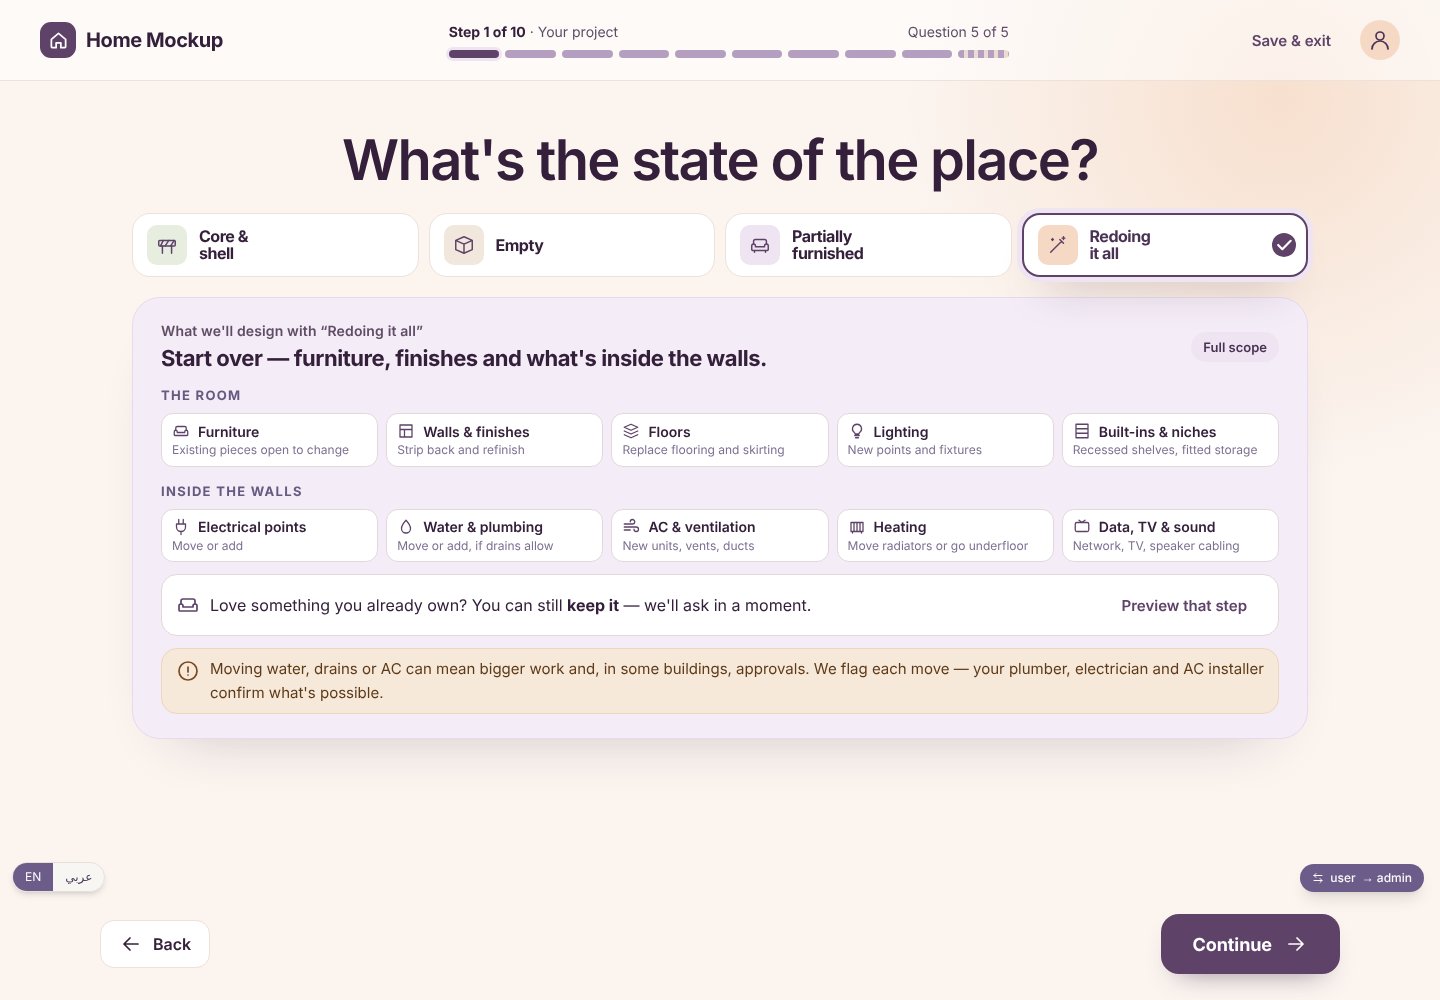 Home Mockup
Step 1 of 10 · Your project
Question 5 of 5
Save & exit
What's the state of the place?
Core &
shell
Empty
Partially
furnished
Redoing
it all
What we'll design with “Redoing it all”
Start over — furniture, finishes and what's inside the walls.
Full scope
THE ROOM
Furniture
Existing pieces open to change
Walls & finishes
Strip back and refinish
Floors
Replace flooring and skirting
Lighting
New points and fixtures
Built-ins & niches
Recessed shelves, fitted storage
INSIDE THE WALLS
Electrical points
Move or add
Water & plumbing
Move or add, if drains allow
AC & ventilation
New units, vents, ducts
Heating
Move radiators or go underfloor
Data, TV & sound
Network, TV, speaker cabling
Love something you already own? You can still keep it — we'll ask in a moment.
Preview that step
Moving water, drains or AC can mean bigger work and, in some buildings, approvals. We flag each move — your plumber, electrician and AC installer
confirm what's possible.
EN
عربي
user → admin
Back
Continue